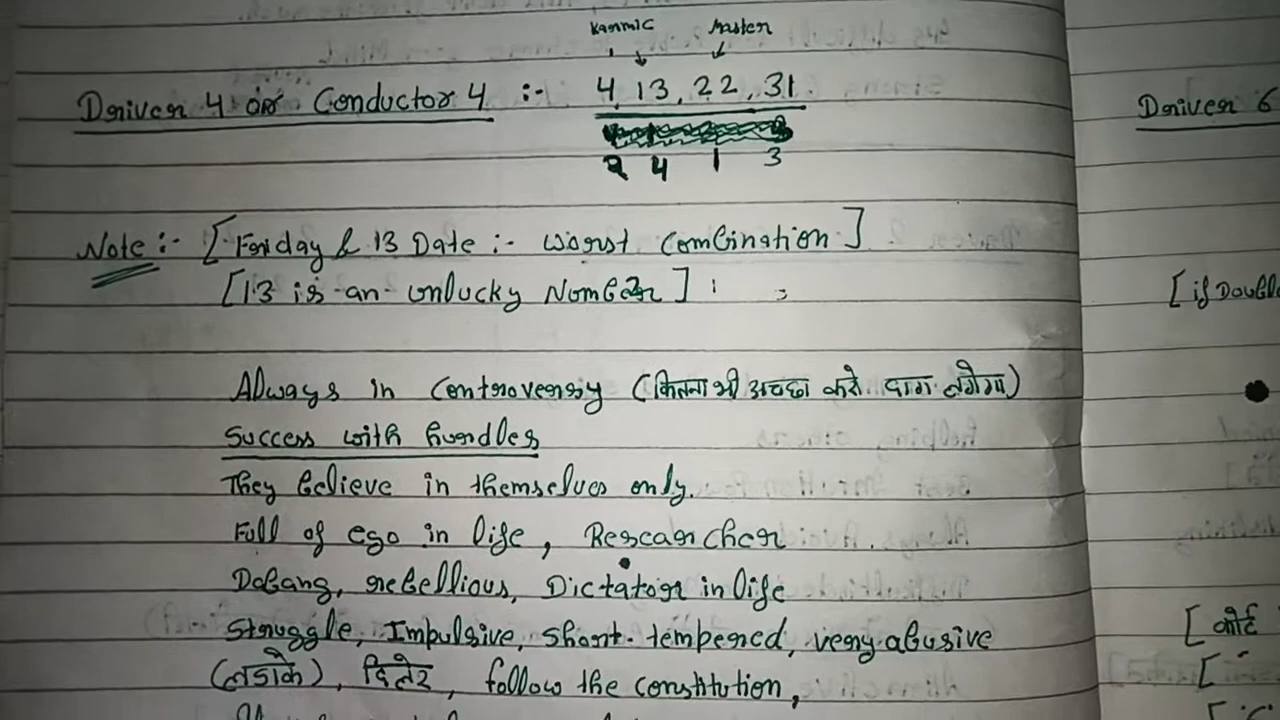 Karmic Master
Driver 4 or Conductor 4 :- 4, 13, 22, 31
2 4 1 3
Driver 6
Note :- [Friday & 13 Date :- worst combination]
[13 is an unlucky Number] :
[if Double
Always in Controversy (कितना भी अच्छा करो दाग लगेगा)
Success with hurdles
They believe in themselves only.
Full of ego in life, Researcher
Dabang, rebellious, Dictator in life
Struggle, Impulsive, short-tempered, very abusive
[कोर्ट
(लडाके), दिलेर, follow the constitution,